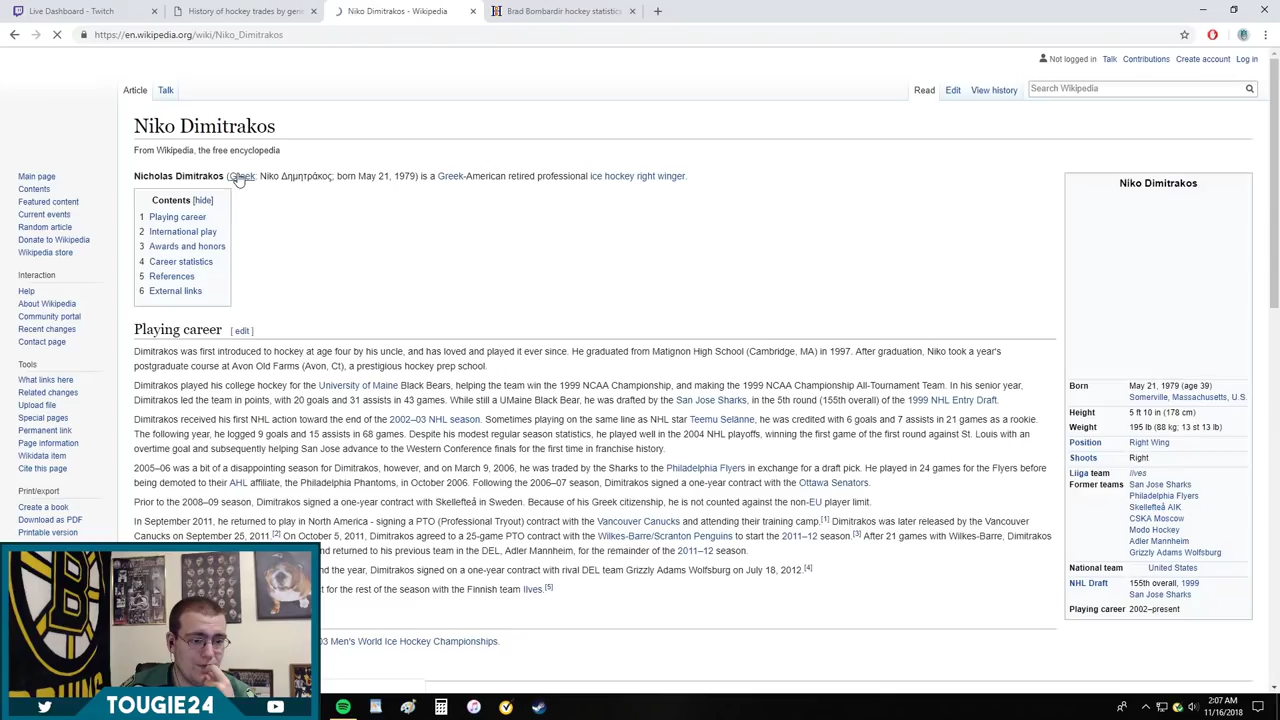 Live Dashboard - Twitch
History of hockey trades by gen
Niko Dimitrakos - Wikipedia
Brad Bombardir hockey statistics
https://en.wikipedia.org/wiki/Niko_Dimitrakos
Not logged in Talk Contributions Create account Log in
Article Talk
Read Edit View history
Search Wikipedia
Niko Dimitrakos
From Wikipedia, the free encyclopedia
Nicholas Dimitrakos (Greek: Νiko Δημητράκος; born May 21, 1979) is a Greek-American retired professional ice hockey right winger.
Contents [hide]
1 Playing career
2 International play
3 Awards and honors
4 Career statistics
5 References
6 External links
Main page
Contents
Featured content
Current events
Random article
Donate to Wikipedia
Wikipedia store
Interaction
Help
About Wikipedia
Community portal
Recent changes
Contact page
Tools
What links here
Related changes
Upload file
Special pages
Permanent link
Page information
Wikidata item
Cite this page
Print/export
Create a book
Download as PDF
Printable version
Playing career [ edit ]
Dimitrakos was first introduced to hockey at age four by his uncle, and has loved and played it ever since. He graduated from Matignon High School (Cambridge, MA) in 1997. After graduation, Niko took a year's
postgraduate course at Avon Old Farms (Avon, Ct), a prestigious hockey prep school.
Dimitrakos played his college hockey for the University of Maine Black Bears, helping the team win the 1999 NCAA Championship, and making the 1999 NCAA Championship All-Tournament Team. In his senior year,
Dimitrakos led the team in points, with 20 goals and 31 assists in 43 games. While still a UMaine Black Bear, he was drafted by the San Jose Sharks, in the 5th round (155th overall) of the 1999 NHL Entry Draft.
Dimitrakos received his first NHL action toward the end of the 2002–03 NHL season. Sometimes playing on the same line as NHL star Teemu Selänne, he was credited with 6 goals and 7 assists in 21 games as a rookie.
The following year, he logged 9 goals and 15 assists in 68 games. Despite his modest regular season statistics, he played well in the 2004 NHL playoffs, winning the first game of the first round against St. Louis with an
overtime goal and subsequently helping San Jose advance to the Western Conference finals for the first time in franchise history.
2005–06 was a bit of a disappointing season for Dimitrakos, however, and on March 9, 2006, he was traded by the Sharks to the Philadelphia Flyers in exchange for a draft pick. He played in 24 games for the Flyers before
being demoted to their AHL affiliate, the Philadelphia Phantoms, in October 2006. Following the 2006–07 season, Dimitrakos signed a one-year contract with the Ottawa Senators.
Prior to the 2008–09 season, Dimitrakos signed a one-year contract with Skellefteå in Sweden. Because of his Greek citizenship, he is not counted against the non-EU player limit.
In September 2011, he returned to play in North America - signing a PTO (Professional Tryout) contract with the Vancouver Canucks and attending their training camp.[1] Dimitrakos was later released by the Vancouver
Canucks on September 25, 2011.[2] On October 5, 2011, Dimitrakos agreed to a 25-game PTO contract with the Wilkes-Barre/Scranton Penguins to start the 2011–12 season.[3] After 21 games with Wilkes-Barre, Dimitrakos
and returned to his previous team in the DEL, Adler Mannheim, for the remainder of the 2011–12 season.
and the year, Dimitrakos signed on a one-year contract with rival DEL team Grizzly Adams Wolfsburg on July 18, 2012.[4]
t for the rest of the season with the Finnish team Ilves.[5]
03 Men's World Ice Hockey Championships.
Niko Dimitrakos
Born May 21, 1979 (age 39)
Somerville, Massachusetts, U.S.
Height 5 ft 10 in (178 cm)
Weight 195 lb (88 kg; 13 st 13 lb)
Position Right Wing
Shoots Right
Liiga team Ilves
Former teams San Jose Sharks
Philadelphia Flyers
Skellefteå AIK
CSKA Moscow
Modo Hockey
Adler Mannheim
Grizzly Adams Wolfsburg
National team United States
NHL Draft 155th overall, 1999
San Jose Sharks
Playing career 2002–present
B
TOUGIE24
2:07 AM
11/16/2018